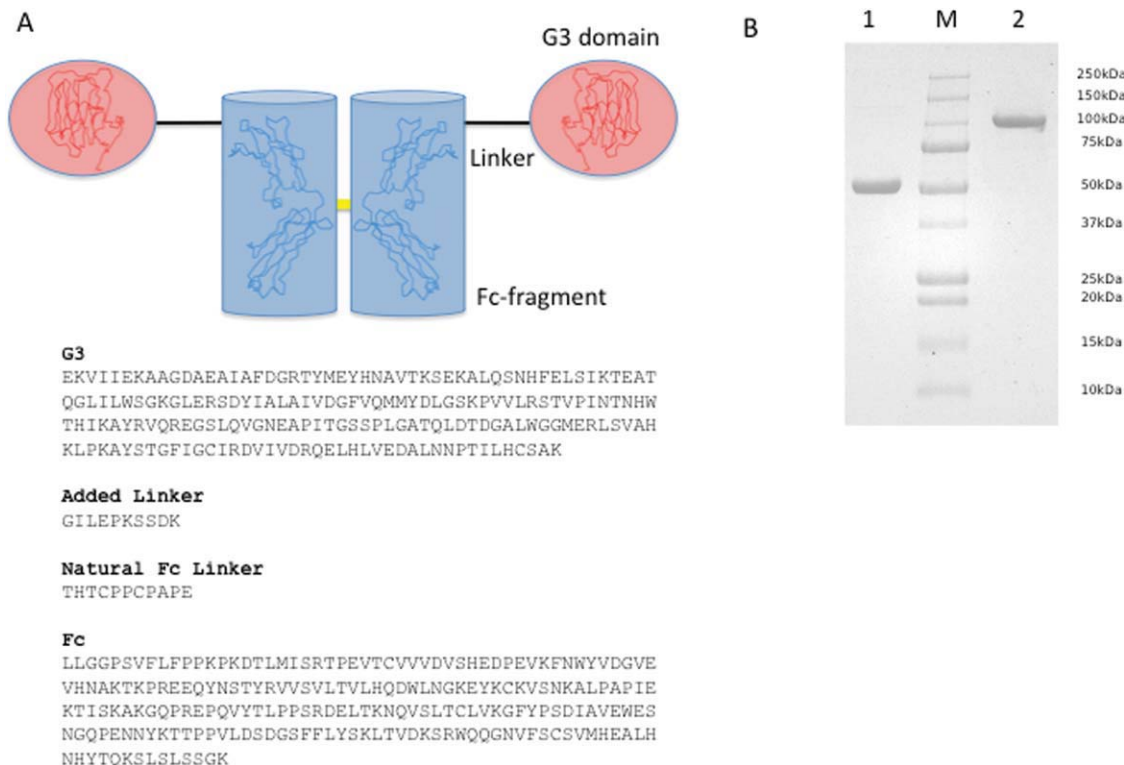 A
G3 domain
Linker
Fc-fragment
G3
EKVIIEKAAGDAEAIAFDGRTYMEYHNAVTKSEKALQSNHFELSIKTEAT
QGLILWSGKGLERSDYIALAIVDGFVQMMYDLGSKPVVLRSTVPINTNHW
THIKAYRVQREGSLQVGNEAPITGSSPLGATQLDTDGALWGGMERLSVAH
KLPKAYSTGFIGCIRDVIVDRQELHLVEDALNNPTILHCSAK
Added Linker
GILEPKSSDK
Natural Fc Linker
THTCPPCPAPE
Fc
LLGGPSVFLFPPKPKDTLMISRTPEVTCVVVDVSHEDPEVKFNWYVDGVE
VHNAKTKPREEQYNSTYRVVSVLTVLHQDWLNGKEYKCKVSNKALPAPIE
KTISKAKGQPREPQVYTLPPSRDELTKNQVSLTCLVKGFYPSDIAVEWES
NGQPENNYKTTPPVLDSDGSFFLYSKLTVDKSRWQQGNVFSCSVMHEALH
NHYTQKSLSLSSGK
B
1 M 2
250kDa
150kDa
100kDa
75kDa
50kDa
37kDa
25kDa
20kDa
15kDa
10kDa